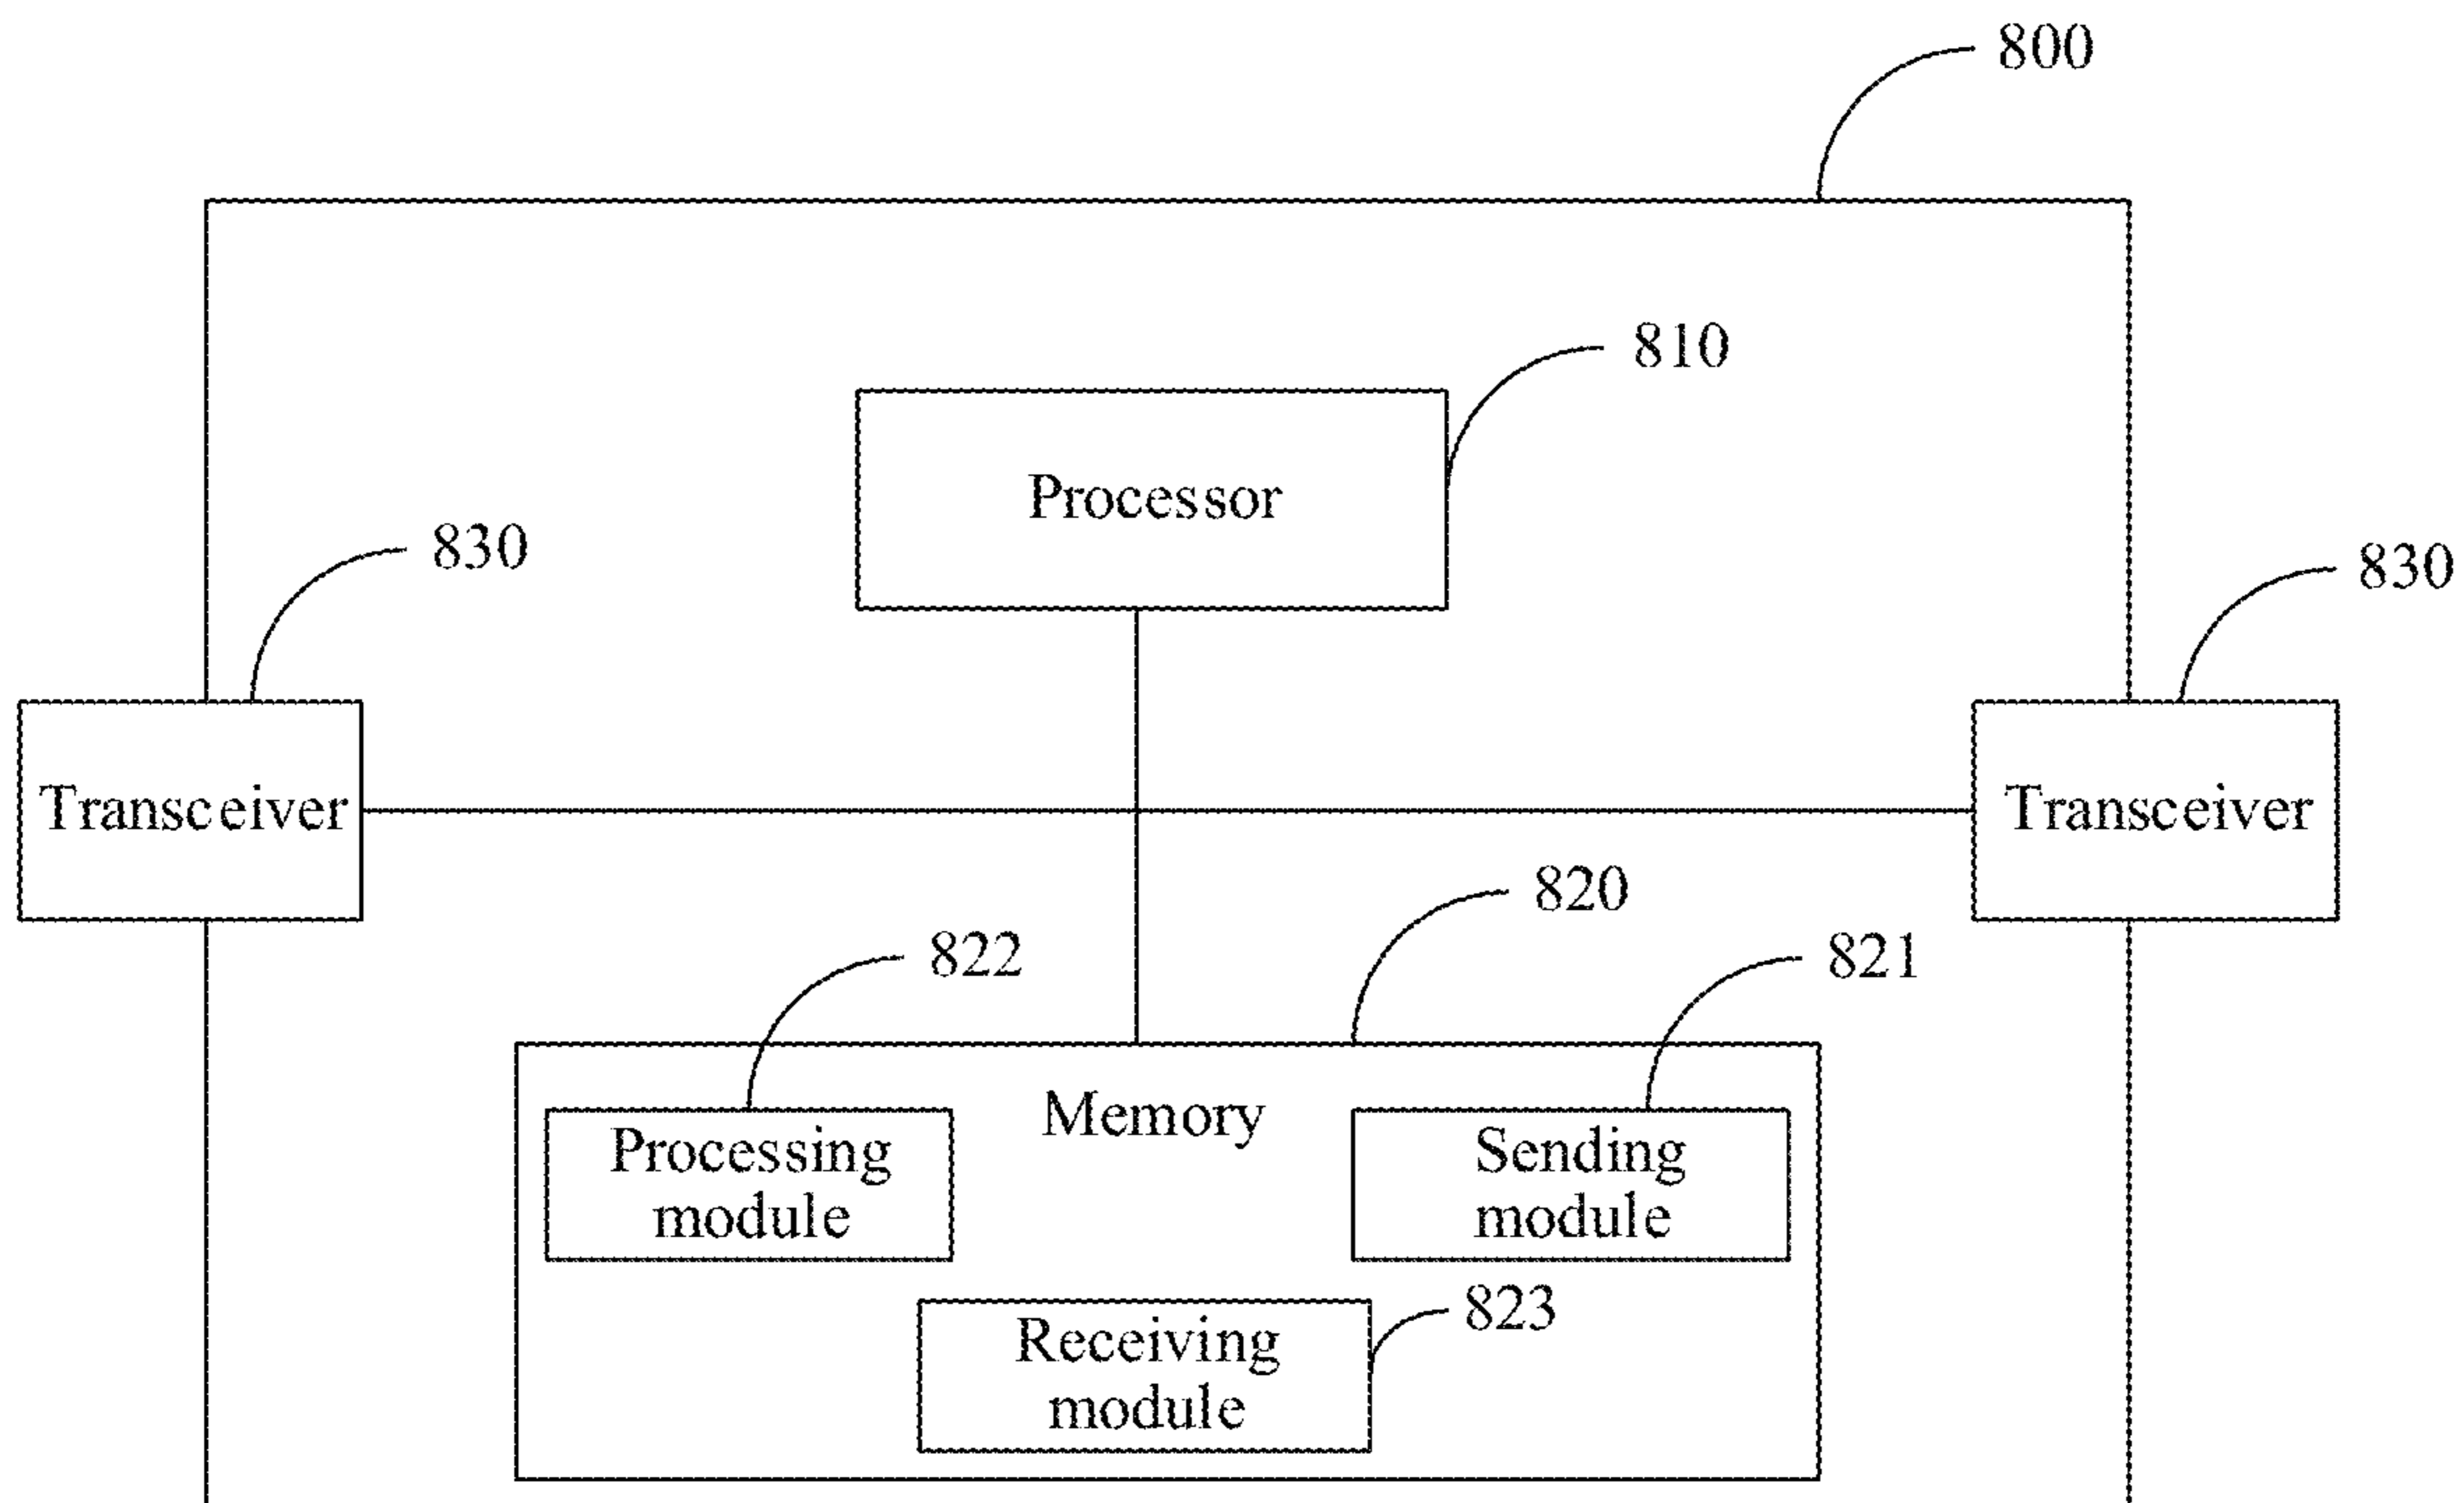 800
810
Processor
830
830
Transceiver
Transceiver
820
822
821
Memory
Processing
module
Sending
module
823
Receiving
module